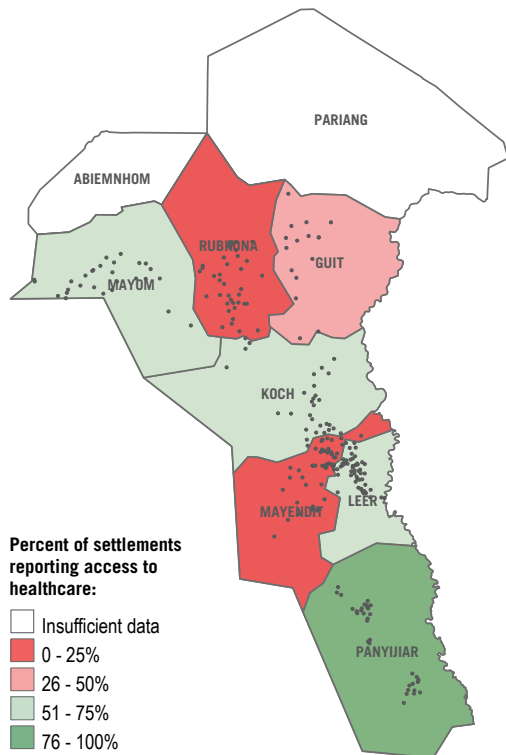 PARIANG
ABIEMNHOM
RUBKONA
GUIT
MAYOM
KOCH
MAYENDIT
LEER
PANYIJIAR
Percent of settlements
reporting access to
healthcare:
Insufficient data
0 - 25%
26 - 50%
51 - 75%
76 - 100%